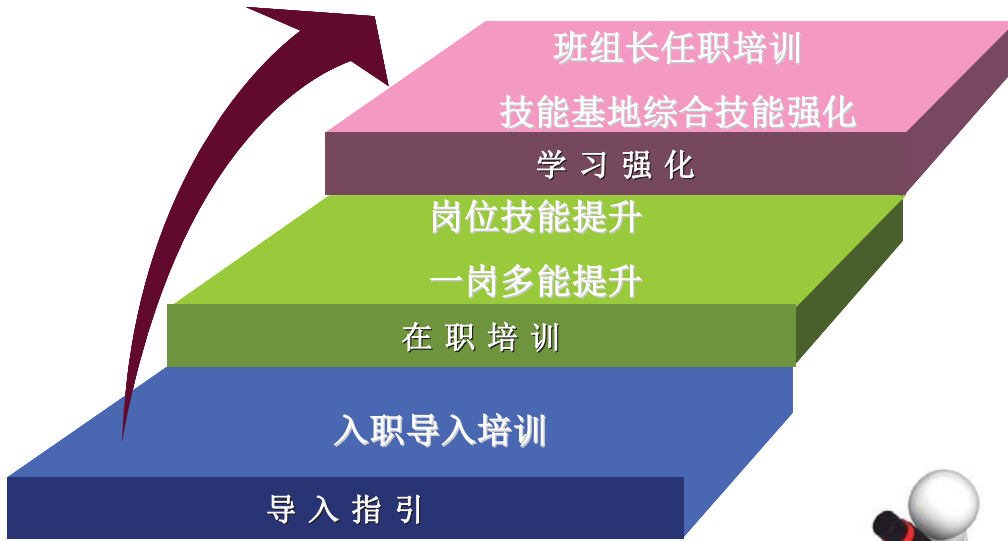 班组长任职培训
技能基地综合技能强化
学习强化
岗位技能提升
一岗多能提升
在职培训
入职导入培训
导入指引